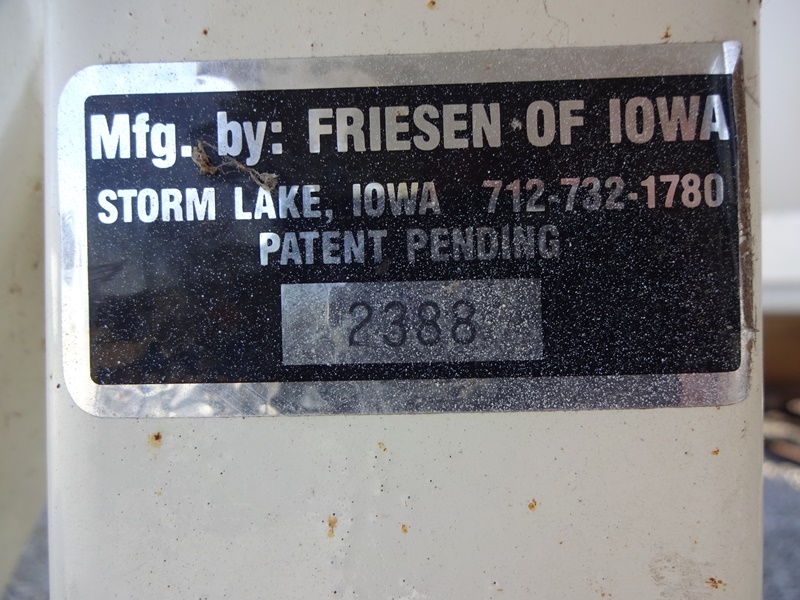 Mfg. by: FRIESEN OF IOWA
STORM LAKE, IOWA 712-732-1780
PATENT PENDING
2388